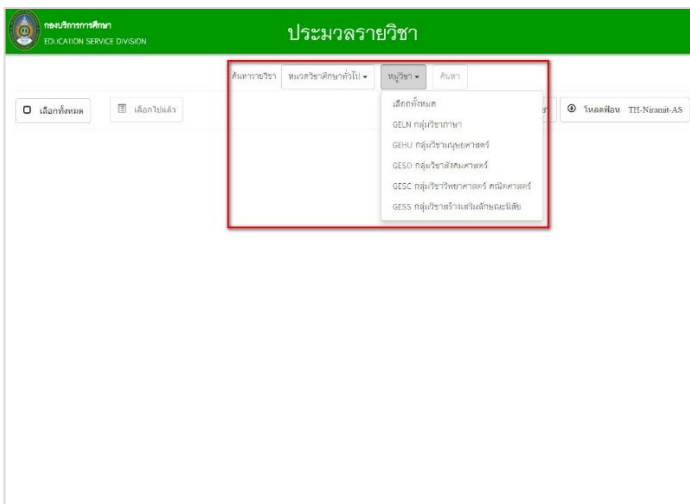 กองบริการการศึกษา
EDUCATION SERVICE DIVISION
ประมวลรายวิชา
ค้นหารายวิชา หมวดวิชาศึกษาทั่วไป หมู่วิชา ค้นหา
เลือกทั้งหมด
เลือกไปแล้ว
โหลดฟ้อน TH-Niramit-AS
เลือกทั้งหมด
GELN กลุ่มวิชาภาษา
GEHU กลุ่มวิชามนุษยศาสตร์
GESO กลุ่มวิชาสังคมศาสตร์
GESC กลุ่มวิชาวิทยาศาสตร์ คณิตศาสตร์
GESS กลุ่มวิชาสร้างเสริมลักษณะนิสัย